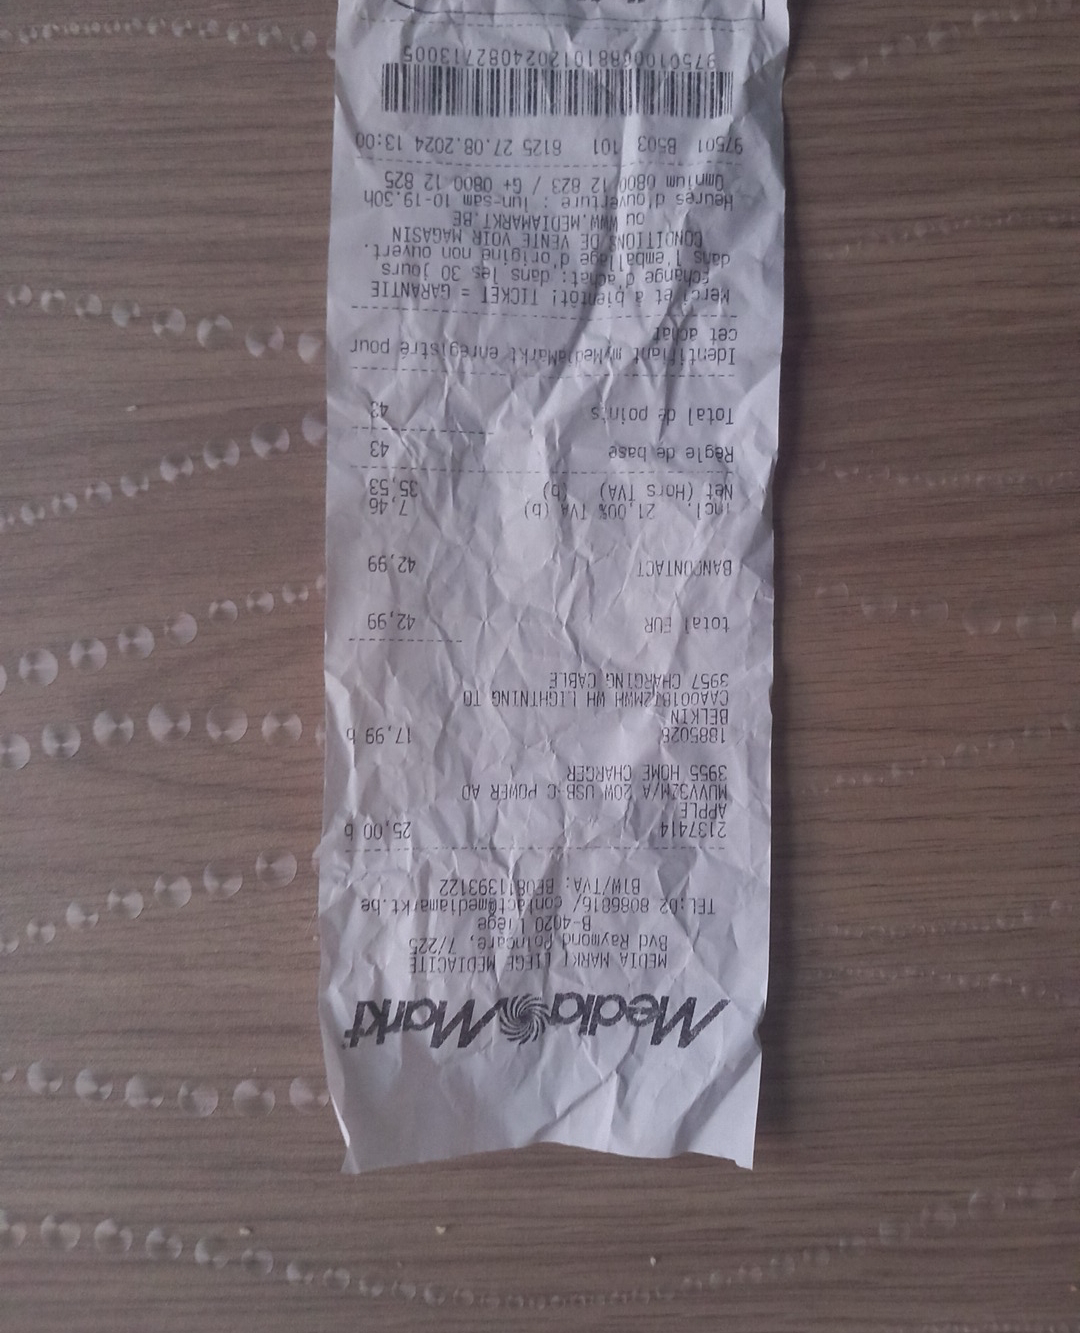 Media Markt
MEDIA MARKT LIEGE MEDIACITE
Bvd Raymond Poincare, 7/225
B-4020 Liège
TEL:02 8086816/ contact@mediamarkt.be
BTW/TVA: BE0811393122
2137414 25,00 b
APPLE
MUVV3ZM/A 20W USB-C POWER AD
3955 HOME CHARGER
1885028 17,99 b
BELKIN
CAA001BT2MWH WH LIGHTNING TO
3957 CHARGING CABLE
total EUR 42,99
BANCONTACT 42,99
incl. 21,00% TVA (b) 7,46
Net (Hors TVA) (b) 35,53
Règle de base 43
Total de points 43
Identifiant myMediaMarkt enregistré pour
cet achat
Merci et à bientôt! TICKET = GARANTIE
Echange d'achat: dans les 30 jours
dans l'emballage d'origine non ouvert.
CONDITIONS DE VENTE VOIR MAGASIN
ou WWW.MEDIAMARKT.BE
Heures d'ouverture : lun-sam 10-19.30h
Omnium 0800 12 823 / G+ 0800 12 825
97501 B503 101 6125 27.08.2024 13:00